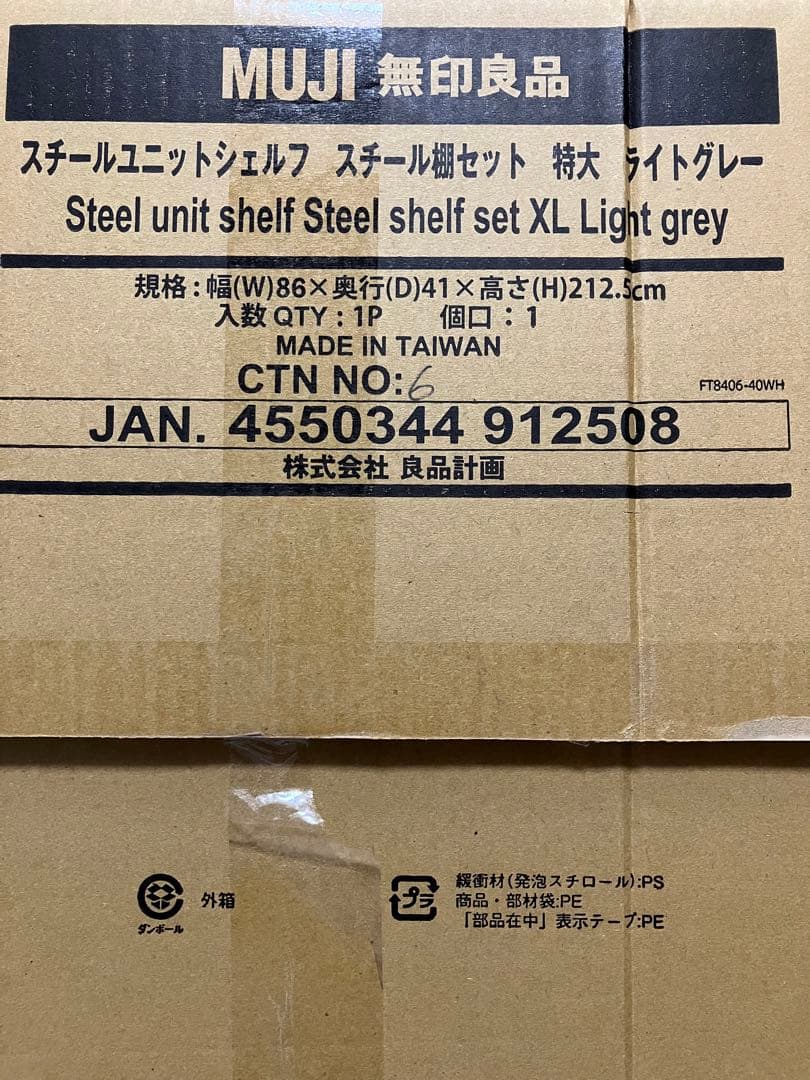 MUJI 無印良品
スチールユニットシェルフ スチール棚セット 特大 ライトグレー
Steel unit shelf Steel shelf set XL Light grey
規格:幅(W)86×奥行(D)41×高さ(H)212.5cm
入数 QTY : 1P 個口 : 1
MADE IN TAIWAN
CTN NO: 6
FT8406-40WH
JAN. 4550344 912508
株式会社 良品計画
ダンボール
外箱
プラ
緩衝材(発泡スチロール):PS
商品・部材袋:PE
「部品在中」表示テープ:PE